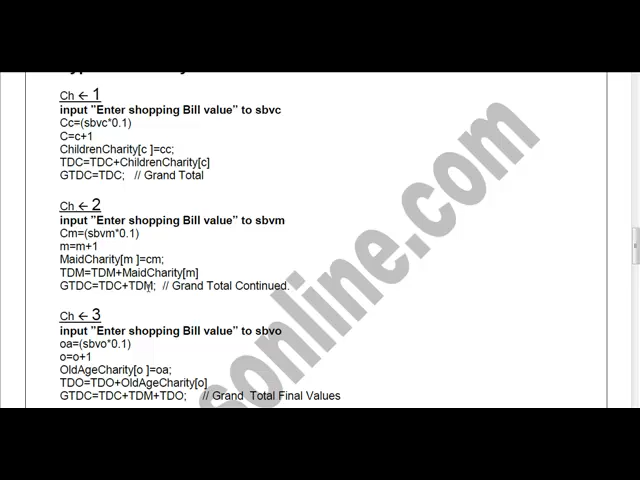 Ch ← 1
input "Enter shopping Bill value" to sbvc
Cc=(sbvc*0.1)
C=c+1
ChildrenCharity[c ]=cc;
TDC=TDC+ChildrenCharity[c]
GTDC=TDC; // Grand Total
Ch ← 2
input "Enter shopping Bill value" to sbvm
Cm=(sbvm*0.1)
m=m+1
MaidCharity[m ]=cm;
TDM=TDM+MaidCharity[m]
GTDC=TDC+TDM; // Grand Total Continued.
Ch ← 3
input "Enter shopping Bill value" to sbvo
oa=(sbvo*0.1)
o=o+1
OldAgeCharity[o ]=oa;
TDO=TDO+OldAgeCharity[o]
GTDC=TDC+TDM+TDO; // Grand Total Final Values
sonline.com